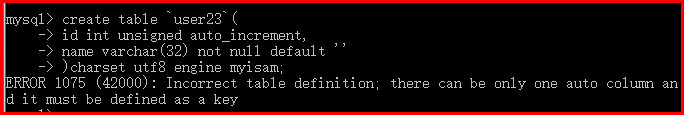 mysql> create table `user23`(
    -> id int unsigned auto_increment,
    -> name varchar(32) not null default ''
    -> )charset utf8 engine myisam;
ERROR 1075 (42000): Incorrect table definition; there can be only one auto column an
d it must be defined as a key